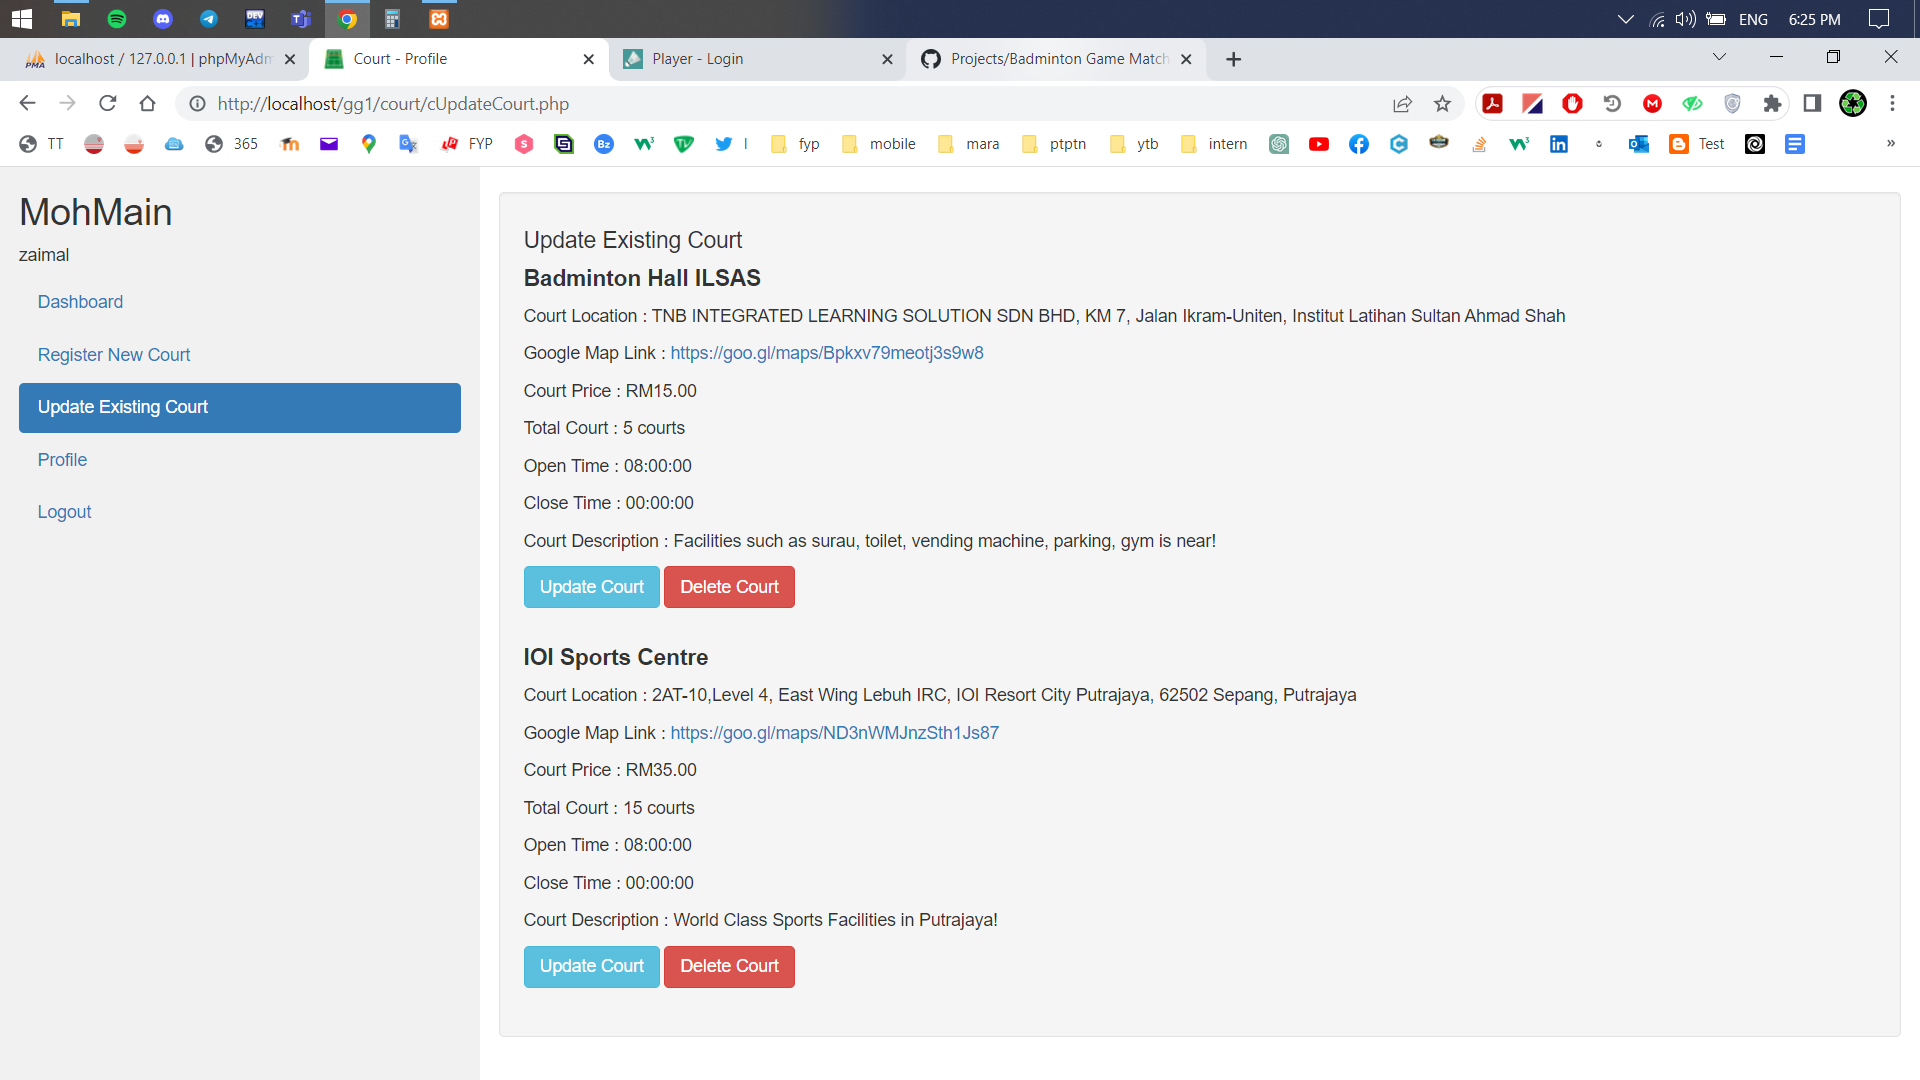 ENG 6:25 PM
localhost / 127.0.0.1 | phpMyAdm
Court - Profile
Player - Login
Projects/Badminton Game Match
http://localhost/gg1/court/cUpdateCourt.php
TT 365 FYP I fyp mobile mara ptptn ytb intern Test »
MohMain
zaimal
Dashboard
Register New Court
Update Existing Court
Profile
Logout
Update Existing Court
Badminton Hall ILSAS
Court Location : TNB INTEGRATED LEARNING SOLUTION SDN BHD, KM 7, Jalan Ikram-Uniten, Institut Latihan Sultan Ahmad Shah
Google Map Link : https://goo.gl/maps/Bpkxv79meotj3s9w8
Court Price : RM15.00
Total Court : 5 courts
Open Time : 08:00:00
Close Time : 00:00:00
Court Description : Facilities such as surau, toilet, vending machine, parking, gym is near!
Update Court Delete Court
IOI Sports Centre
Court Location : 2AT-10,Level 4, East Wing Lebuh IRC, IOI Resort City Putrajaya, 62502 Sepang, Putrajaya
Google Map Link : https://goo.gl/maps/ND3nWMJnzSth1Js87
Court Price : RM35.00
Total Court : 15 courts
Open Time : 08:00:00
Close Time : 00:00:00
Court Description : World Class Sports Facilities in Putrajaya!
Update Court Delete Court